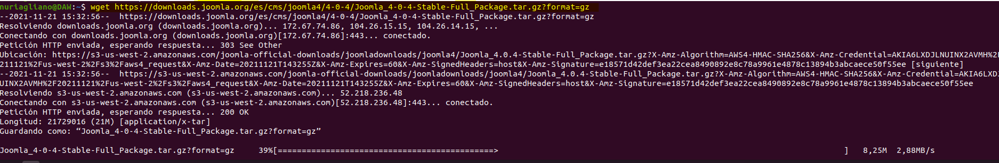 nuriagliano@DAW:~$ wget https://downloads.joomla.org/es/cms/joomla4/4-0-4/Joomla_4-0-4-Stable-Full_Package.tar.gz?format=gz
--2021-11-21 15:32:56--  https://downloads.joomla.org/es/cms/joomla4/4-0-4/Joomla_4-0-4-Stable-Full_Package.tar.gz?format=gz
Resolviendo downloads.joomla.org (downloads.joomla.org)... 172.67.74.86, 104.26.15.15, 104.26.14.15, ...
Conectando con downloads.joomla.org (downloads.joomla.org)[172.67.74.86]:443... conectado.
Petición HTTP enviada, esperando respuesta... 303 See Other
Ubicación: https://s3-us-west-2.amazonaws.com/joomla-official-downloads/joomladownloads/joomla4/Joomla_4.0.4-Stable-Full_Package.tar.gz?X-Amz-Algorithm=AWS4-HMAC-SHA256&X-Amz-Credential=AKIA6LXDJLNUINX2AVMH%2F
211121%2Fus-west-2%2Fs3%2Faws4_request&X-Amz-Date=20211121T143255Z&X-Amz-Expires=60&X-Amz-SignedHeaders=host&X-Amz-Signature=e18571d42def3ea22cea8490892e8c78a9961e4878c13894b3abcaece50f55ee [siguiente]
--2021-11-21 15:32:56--  https://s3-us-west-2.amazonaws.com/joomla-official-downloads/joomladownloads/joomla4/Joomla_4.0.4-Stable-Full_Package.tar.gz?X-Amz-Algorithm=AWS4-HMAC-SHA256&X-Amz-Credential=AKIA6LXDJ
UINX2AVMH%2F20211121%2Fus-west-2%2Fs3%2Faws4_request&X-Amz-Date=20211121T143255Z&X-Amz-Expires=60&X-Amz-SignedHeaders=host&X-Amz-Signature=e18571d42def3ea22cea8490892e8c78a9961e4878c13894b3abcaece50f55ee
Resolviendo s3-us-west-2.amazonaws.com (s3-us-west-2.amazonaws.com)... 52.218.236.48
Conectando con s3-us-west-2.amazonaws.com (s3-us-west-2.amazonaws.com)[52.218.236.48]:443... conectado.
Petición HTTP enviada, esperando respuesta... 200 OK
Longitud: 21729016 (21M) [application/x-tar]
Guardando como: “Joomla_4-0-4-Stable-Full_Package.tar.gz?format=gz”
Joomla_4-0-4-Stable-Full_Package.tar.gz?format=gz     39%[=============================================>                                                                         ]   8,25M  2,88MB/s